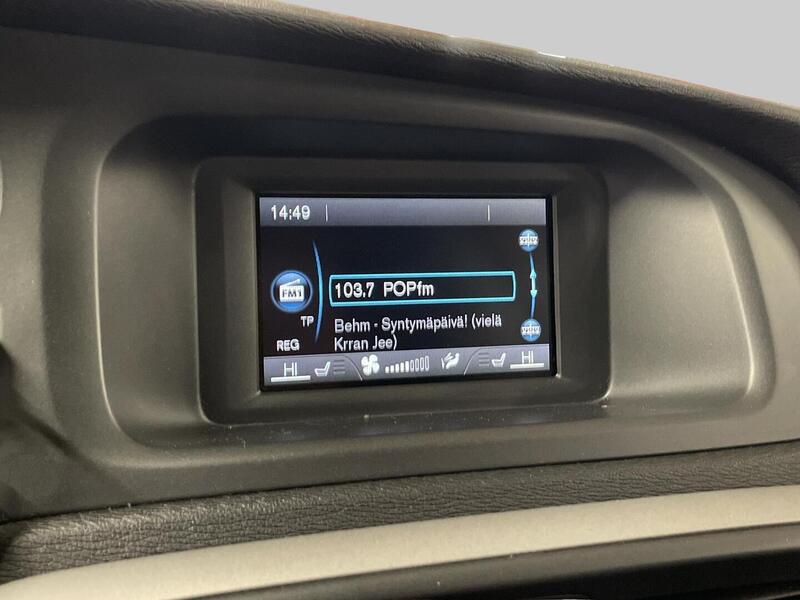 14:49
FM1
103.7 POPfm
TP
Behm - Syntymäpäivä! (vielä
Krran Jee)
REG
HI
HI